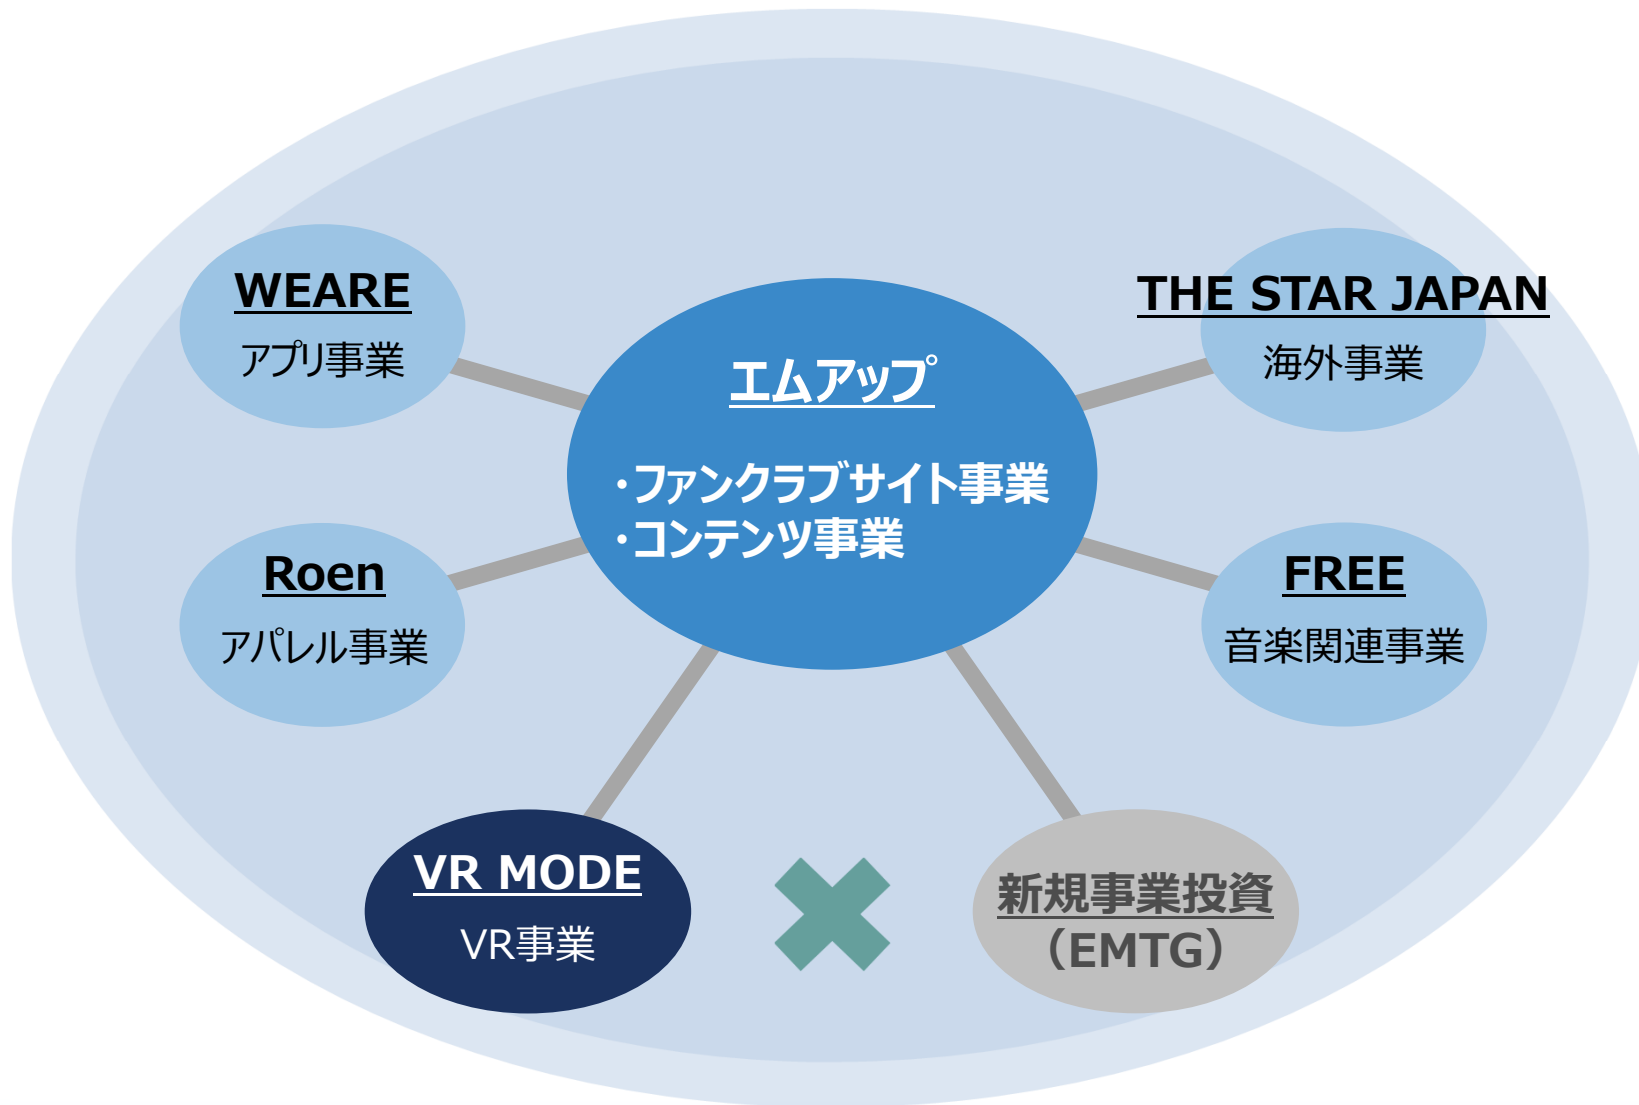 WEARE
アプリ事業
THE STAR JAPAN
海外事業
エムアップ
・ファンクラブサイト事業
・コンテンツ事業
Roen
アパレル事業
FREE
音楽関連事業
VR MODE
VR事業
新規事業投資
（EMTG）